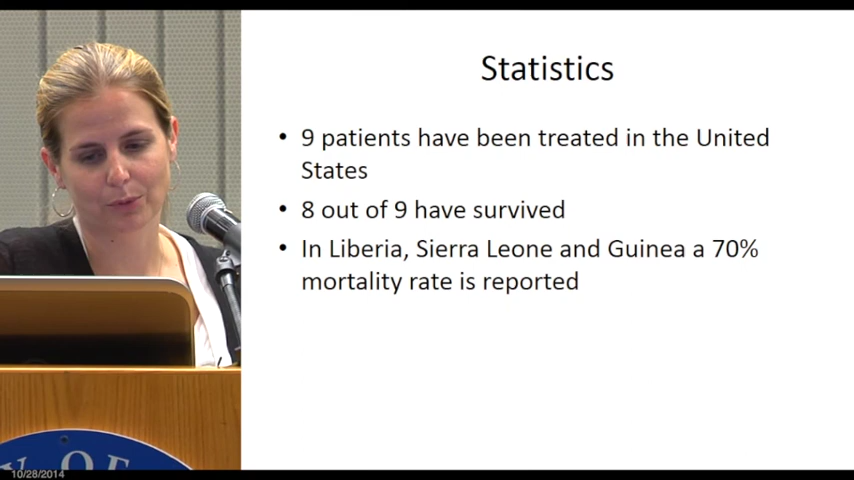 Statistics
• 9 patients have been treated in the United
States
• 8 out of 9 have survived
• In Liberia, Sierra Leone and Guinea a 70%
mortality rate is reported
Y OF
10/28/2014